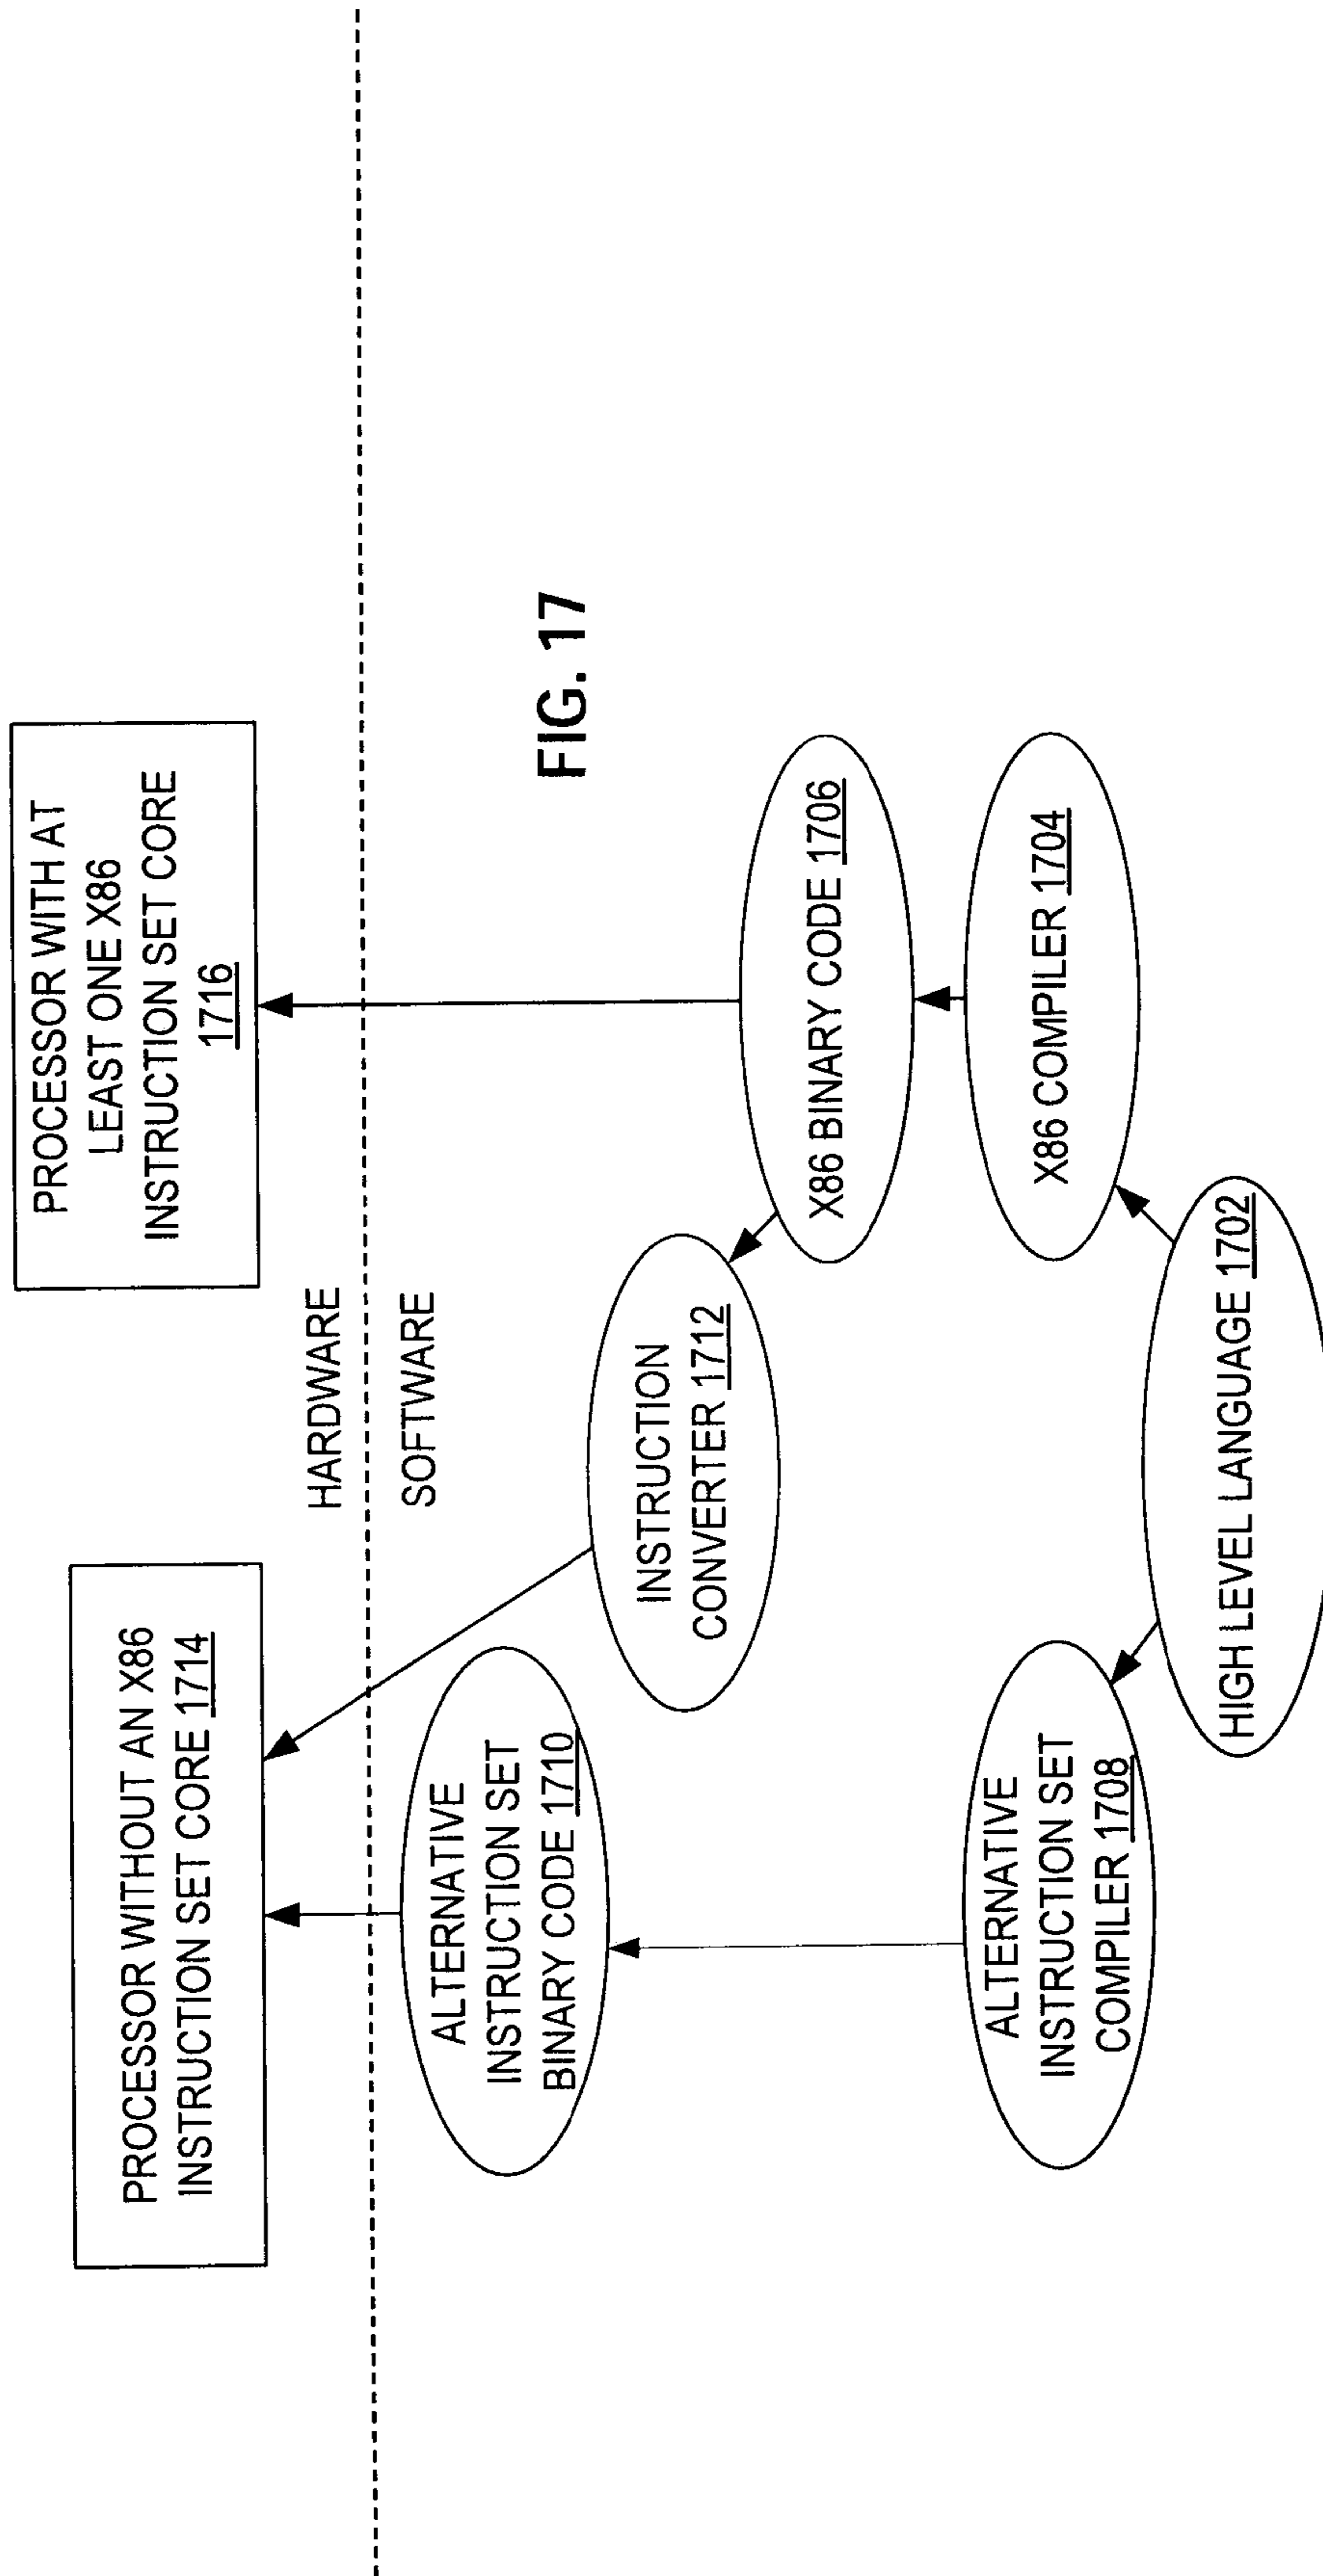 PROCESSOR WITHOUT AN X86
INSTRUCTION SET CORE 1714
PROCESSOR WITH AT
LEAST ONE X86
INSTRUCTION SET CORE
1716
HARDWARE
SOFTWARE
ALTERNATIVE
INSTRUCTION SET
BINARY CODE 1710
INSTRUCTION
CONVERTER 1712
FIG. 17
X86 BINARY CODE 1706
ALTERNATIVE
INSTRUCTION SET
COMPILER 1708
X86 COMPILER 1704
HIGH LEVEL LANGUAGE 1702